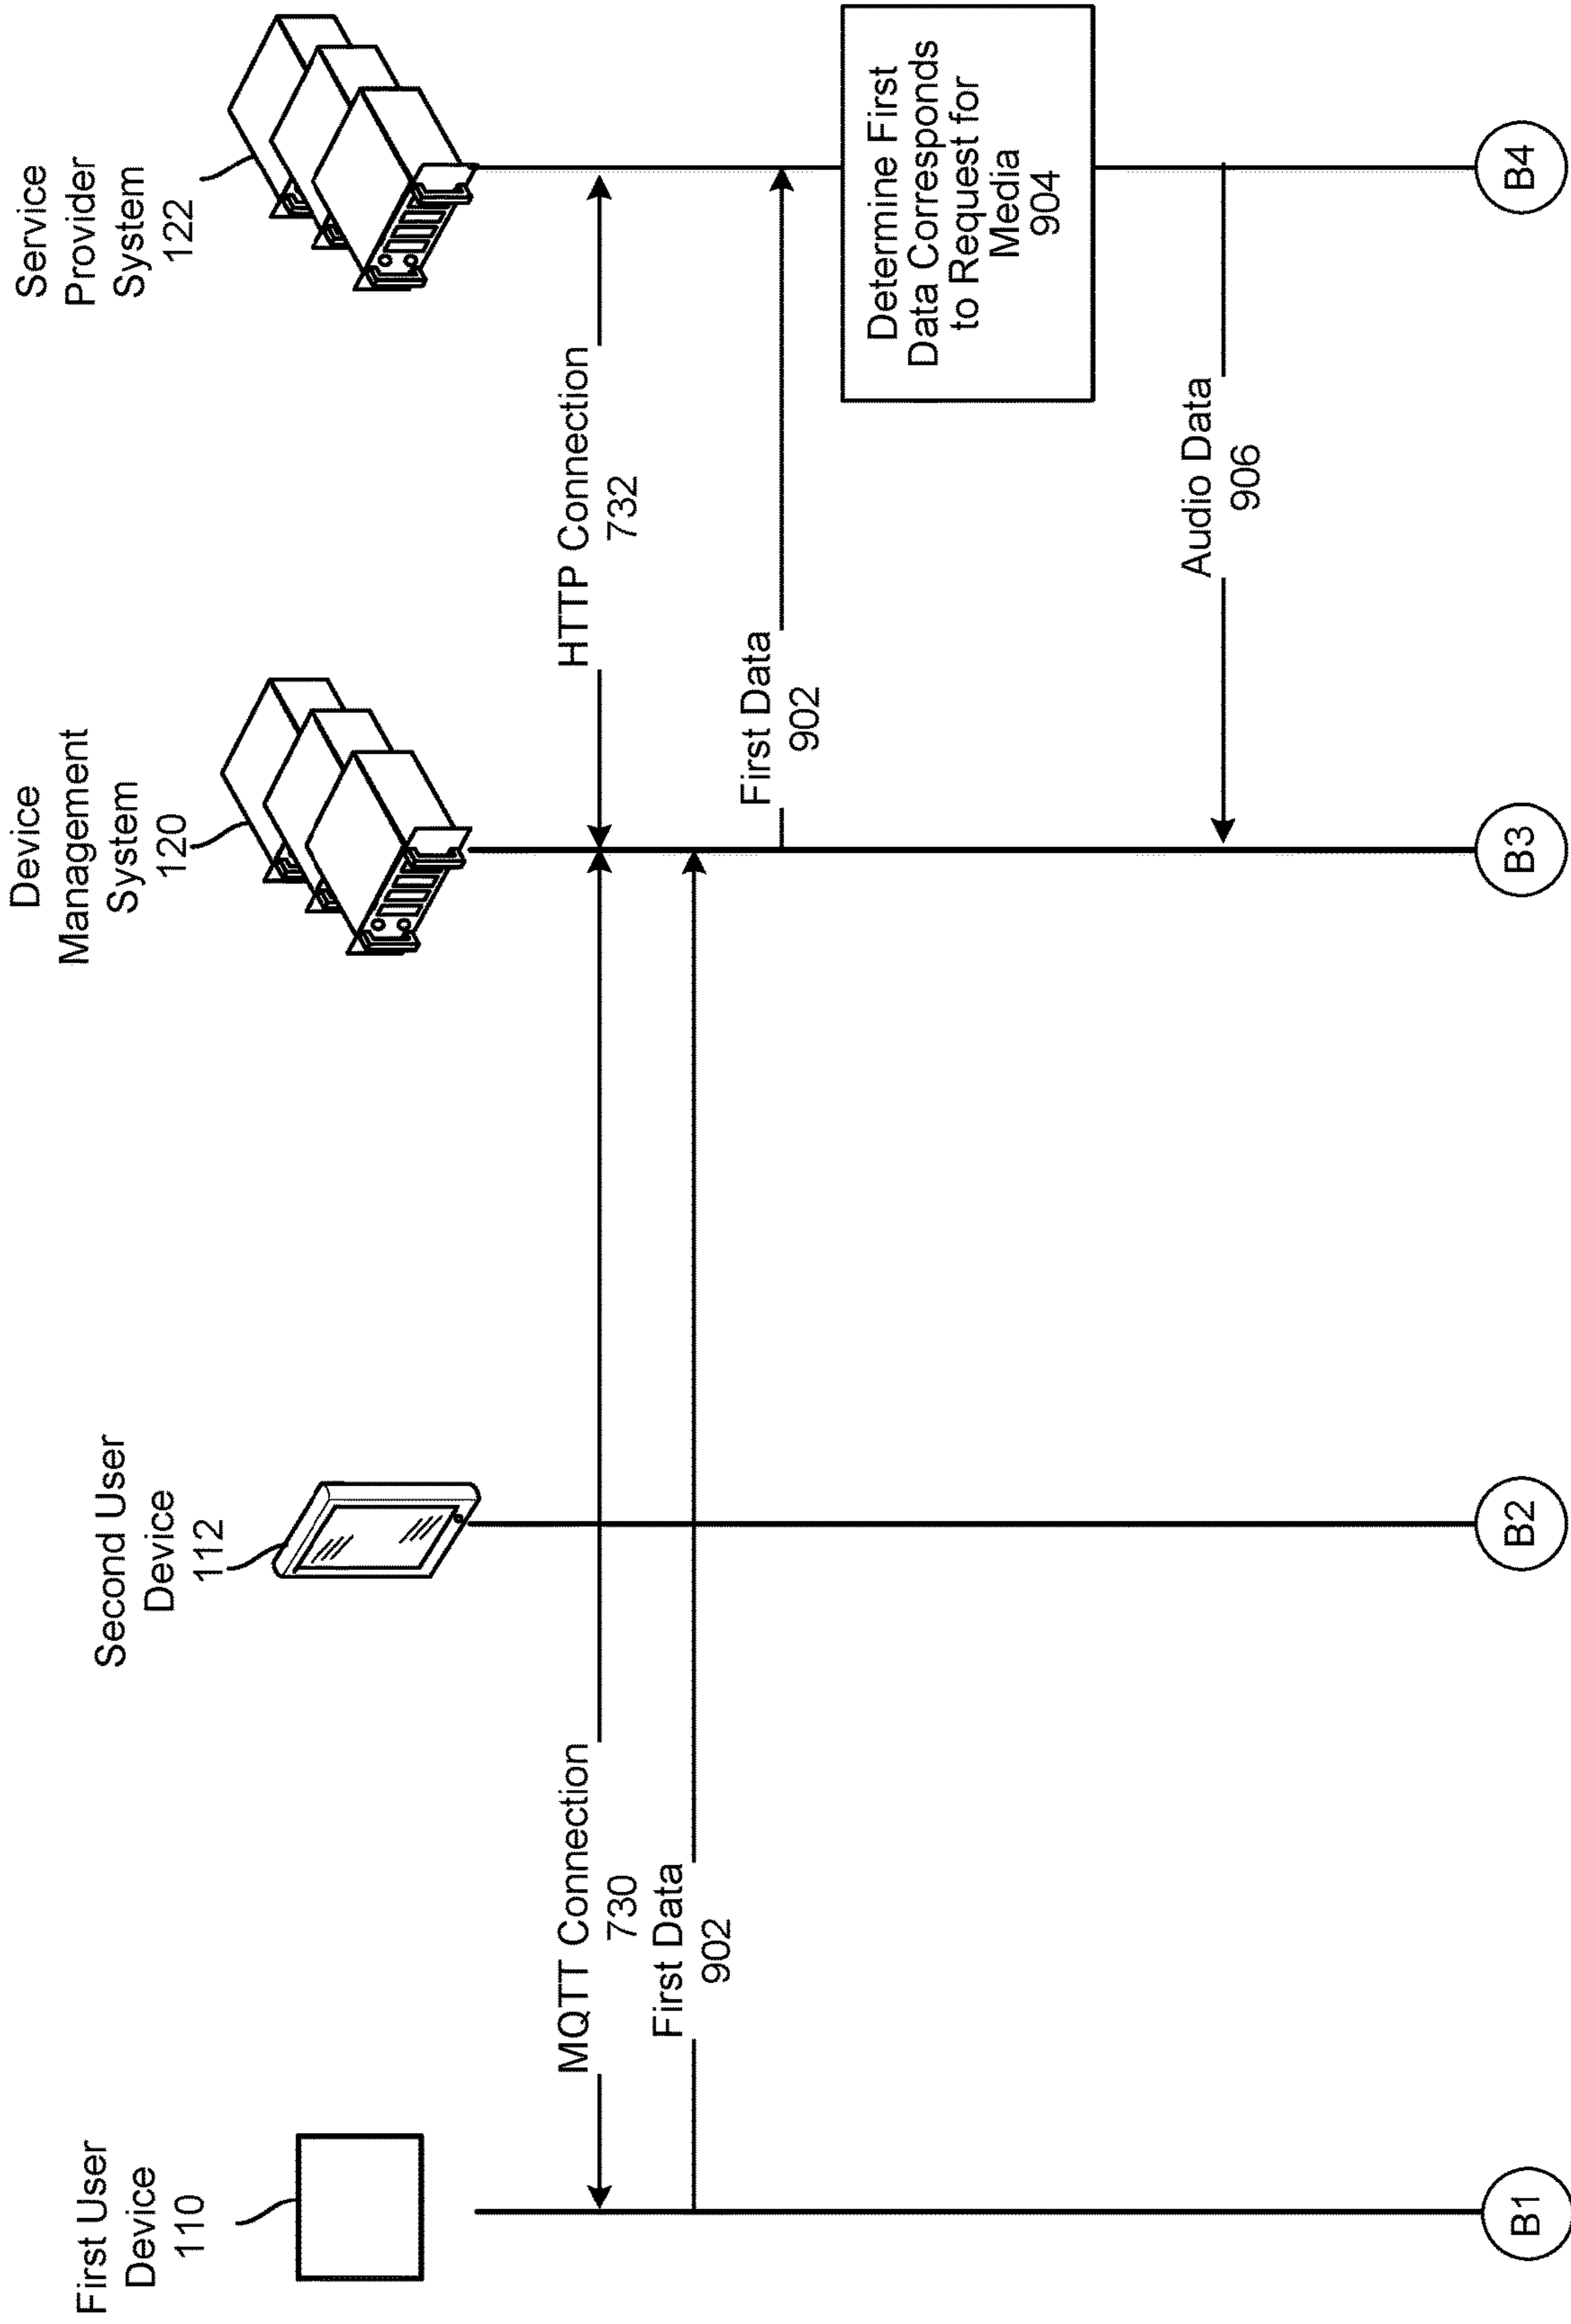 First User
Device
110
Second User
Device
112
Device
Management
System
120
Service
Provider
System
122
MQTT Connection
730
HTTP Connection
732
First Data
902
First Data
902
Determine First
Data Corresponds
to Request for
Media
904
Audio Data
906
B1
B2
B3
B4